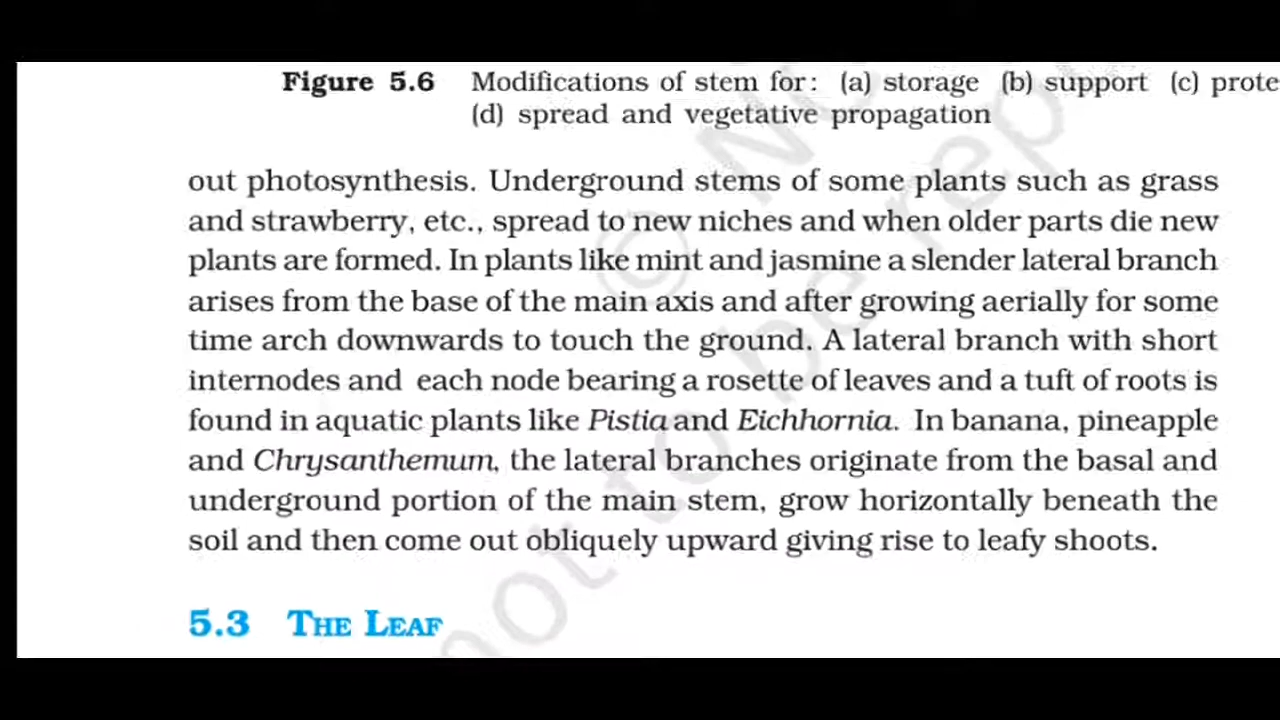 Figure 5.6 Modifications of stem for: (a) storage (b) support (c) prote
(d) spread and vegetative propagation
out photosynthesis. Underground stems of some plants such as grass
and strawberry, etc., spread to new niches and when older parts die new
plants are formed. In plants like mint and jasmine a slender lateral branch
arises from the base of the main axis and after growing aerially for some
time arch downwards to touch the ground. A lateral branch with short
internodes and each node bearing a rosette of leaves and a tuft of roots is
found in aquatic plants like Pistia and Eichhornia. In banana, pineapple
and Chrysanthemum, the lateral branches originate from the basal and
underground portion of the main stem, grow horizontally beneath the
soil and then come out obliquely upward giving rise to leafy shoots.
5.3 THE LEAF
not to be rep